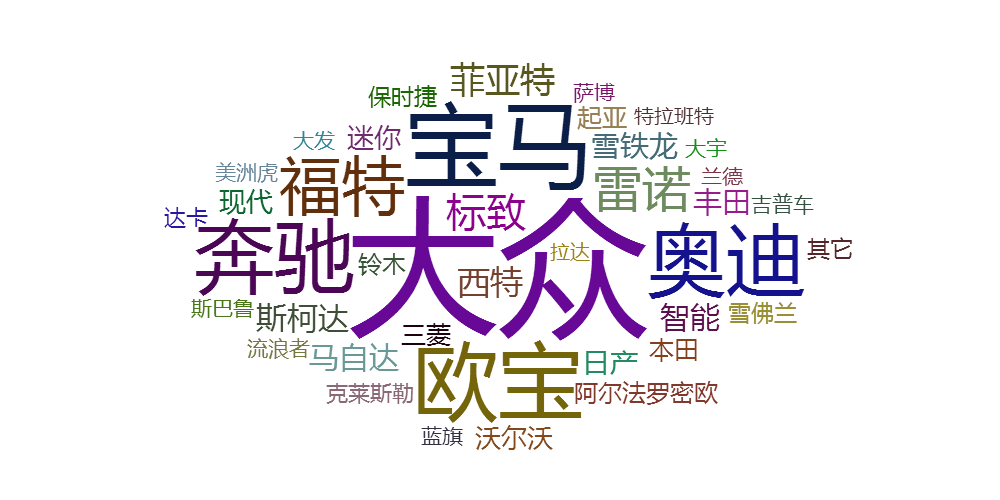 菲亚特
保时捷
萨博
宝马
起亚
特拉班特
大发
迷你
雪铁龙
大宇
美洲虎
福特
雷诺
兰德
现代
标致
丰田
吉普车
达卡
奔驰
大众
奥迪
其它
铃木
西特
拉达
斯巴鲁
斯柯达
智能
雪佛兰
三菱
流浪者
马自达
欧宝
日产
本田
克莱斯勒
阿尔法罗密欧
蓝旗
沃尔沃